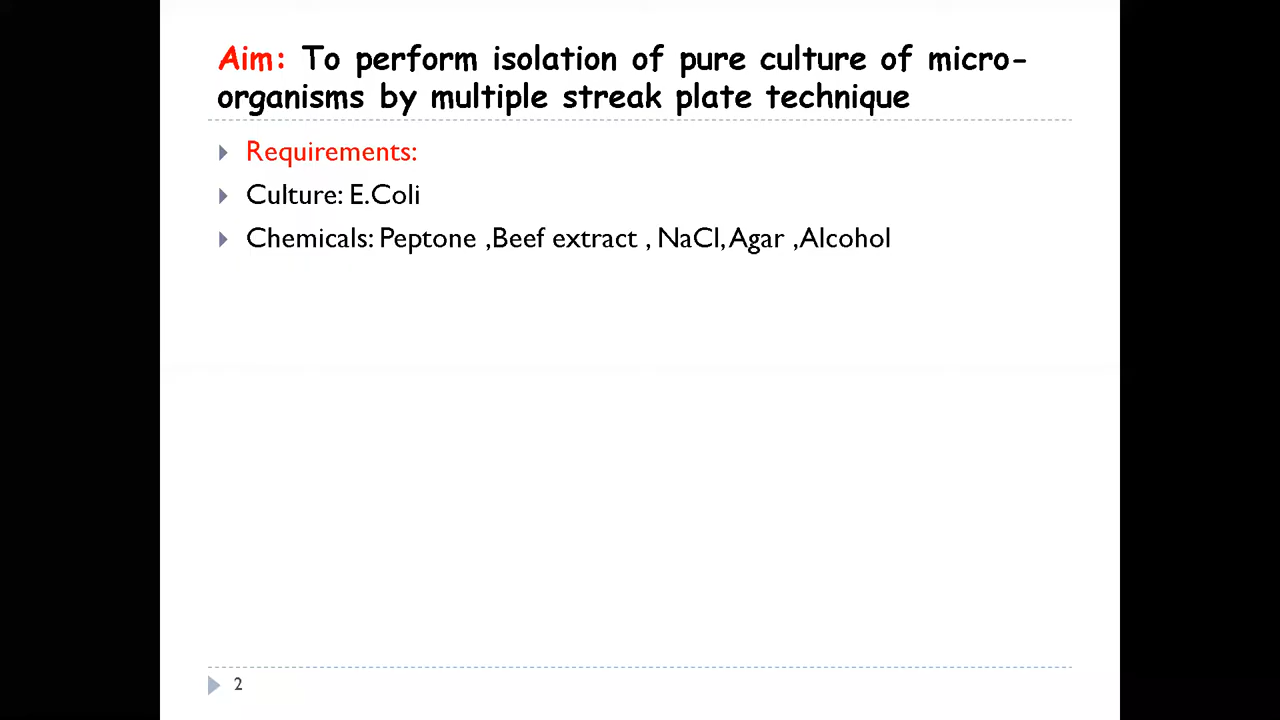 Aim: To perform isolation of pure culture of micro-
organisms by multiple streak plate technique
Requirements:
Culture: E.Coli
Chemicals: Peptone ,Beef extract , NaCl, Agar ,Alcohol
2